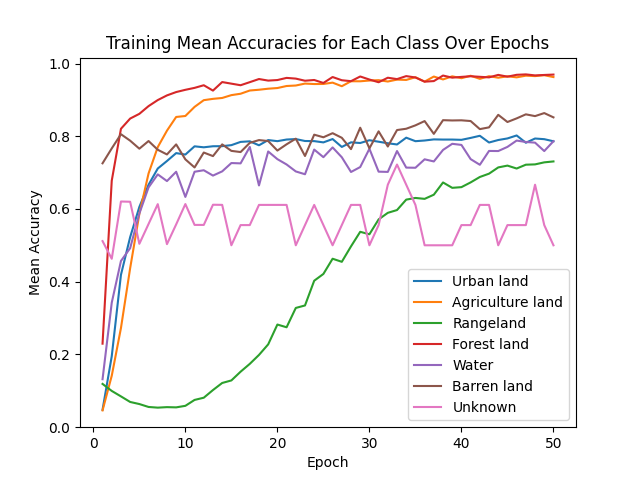 Training Mean Accuracies for Each Class Over Epochs
Mean Accuracy
1.0
0.8
0.6
0.4
0.2
0.0
0
10
20
30
40
50
Epoch
Urban land
Agriculture land
Rangeland
Forest land
Water
Barren land
Unknown